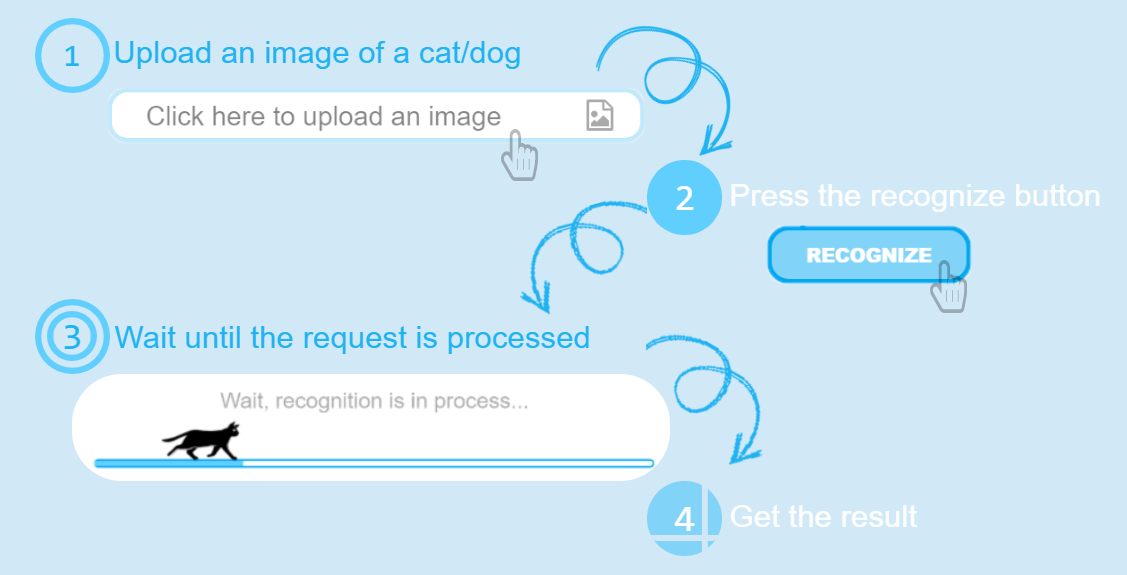 1 Upload an image of a cat/dog
Click here to upload an image
2 Press the recognize button
RECOGNIZE
3 Wait until the request is processed
Wait, recognition is in process...
4 Get the result